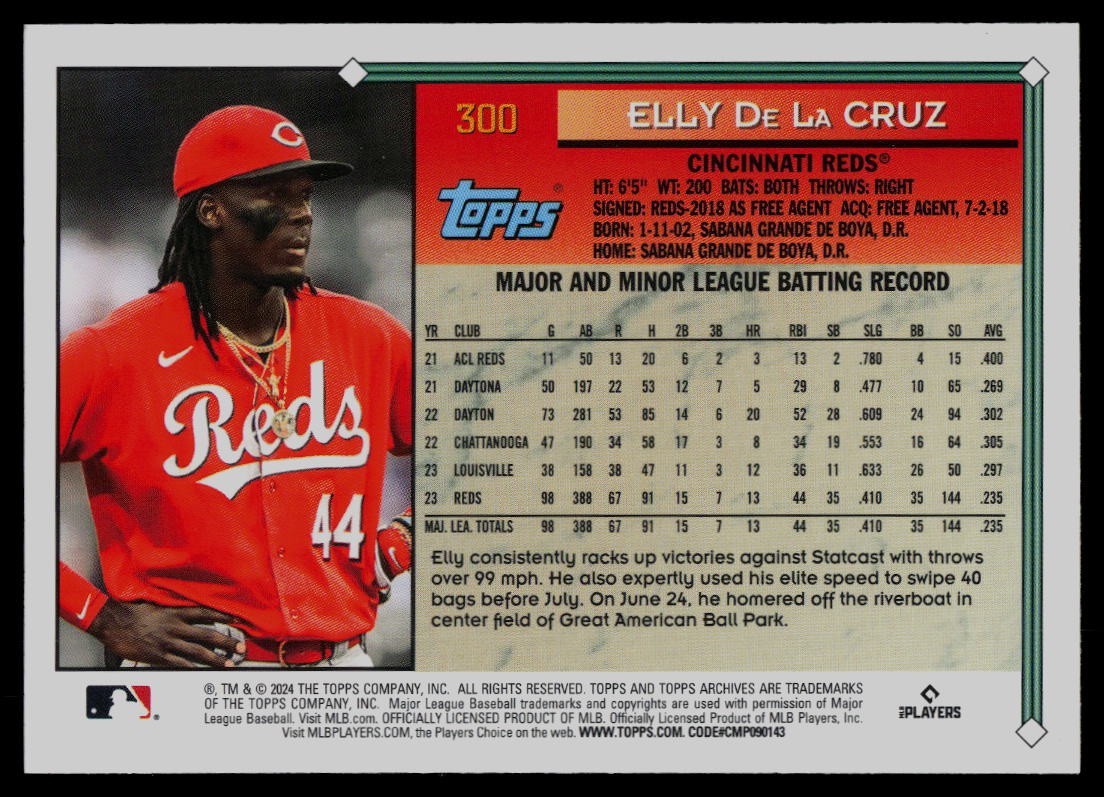 300
ELLY DE LA CRUZ
CINCINNATI REDS®
Topps®
HT: 6'5" WT: 200 BATS: BOTH THROWS: RIGHT
SIGNED: REDS-2018 AS FREE AGENT ACQ: FREE AGENT, 7-2-18
BORN: 1-11-02, SABANA GRANDE DE BOYA, D.R.
HOME: SABANA GRANDE DE BOYA, D.R.
MAJOR AND MINOR LEAGUE BATTING RECORD
YR CLUB G AB R H 2B 3B HR RBI SB SLG BB SO AVG
21 ACL REDS 11 50 13 20 6 2 3 13 2 .780 4 15 .400
21 DAYTONA 50 197 22 53 12 7 5 29 8 .477 10 65 .269
22 DAYTON 73 281 53 85 14 6 20 52 28 .609 24 94 .302
22 CHATTANOOGA 47 190 34 58 17 3 8 34 19 .553 16 64 .305
23 LOUISVILLE 38 158 38 47 11 3 12 36 11 .633 26 50 .297
23 REDS 98 388 67 91 15 7 13 44 35 .410 35 144 .235
MAJ. LEA. TOTALS 98 388 67 91 15 7 13 44 35 .410 35 144 .235
Elly consistently racks up victories against Statcast with throws
over 99 mph. He also expertly used his elite speed to swipe 40
bags before July. On June 24, he homered off the riverboat in
center field of Great American Ball Park.
C
Reds
44
®, TM & © 2024 THE TOPPS COMPANY, INC. ALL RIGHTS RESERVED. TOPPS AND TOPPS ARCHIVES ARE TRADEMARKS
OF THE TOPPS COMPANY, INC. Major League Baseball trademarks and copyrights are used with permission of Major
League Baseball. Visit MLB.com. OFFICIALLY LICENSED PRODUCT OF MLB. Officially Licensed Product of MLB Players, Inc.
Visit MLBPLAYERS.COM, the Players Choice on the web. WWW.TOPPS.COM. CODE#CMP090143
MLB PLAYERS